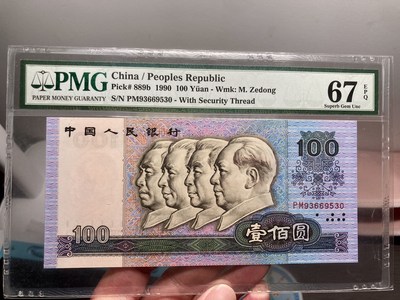 PMG
PAPER MONEY GUARANTY
China / Peoples Republic
Pick# 889b 1990 100 Yüan - Wmk: M. Zedong
S/N PM93669530 - With Security Thread
67 EPQ
Superb Gem Unc
中国人民银行
100
PM93669530
100
壹佰圆